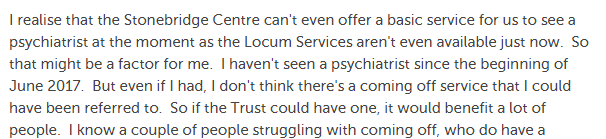 I realise that the Stonebridge Centre can't even offer a basic service for us to see a
psychiatrist at the moment as the Locum Services aren't even available just now.  So
that might be a factor for me.  I haven't seen a psychiatrist since the beginning of
June 2017.  But even if I had, I don't think there's a coming off service that I could
have been referred to.  So if the Trust could have one, it would benefit a lot of
people.  I know a couple of people struggling with coming off, who do have a